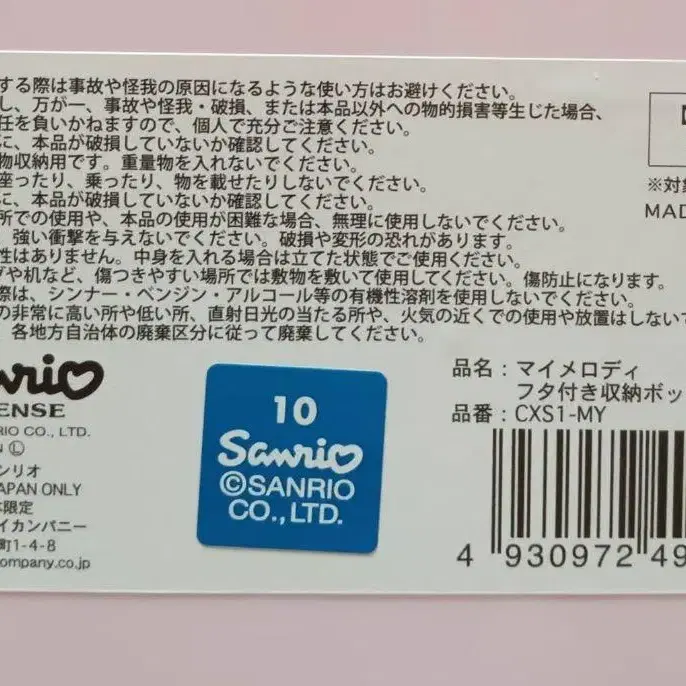 する際は事故や怪我の原因になるような使い方はお避けください。
し、万が一、事故や怪我・破損、または本品以外への物的損害等生じた場合、
任を負いかねますので、個人で充分ご注意ください。
に、本品が破損していないか確認してください。
物収納用です。重量物を入れないでください。
座ったり、乗ったり、物を載せたりしないでください。
に、本品が破損していないか確認してください。
所での使用や、本品の使用が困難な場合、無理に使用しないでください。
強い衝撃を与えないでください。破損や変形の恐れがあります。
性はありません。中身を入れる場合は立てた状態でご使用ください。
や机など、傷つきやすい場所では敷物を敷いて使用してください。傷防止になります。
際は、シンナー・ベンジン・アルコール等の有機性溶剤を使用しないでください。
の非常に高い所や低い所、直射日光の当たる所や、火気の近くでの使用や放置はしないで
各地方自治体の廃棄区分に従って廃棄してください。
※対象
MAD
nrio
ENSE
RIO CO., LTD.
N Ⓛ
ンリオ
JAPAN ONLY
本限定
イカンパニー
町1-4-8
ompany.co.jp
10
Sanrio
©SANRIO
CO., LTD.
品名：マイメロディ
フタ付き収納ボッ
品番：CXS1-MY
4 930972 49